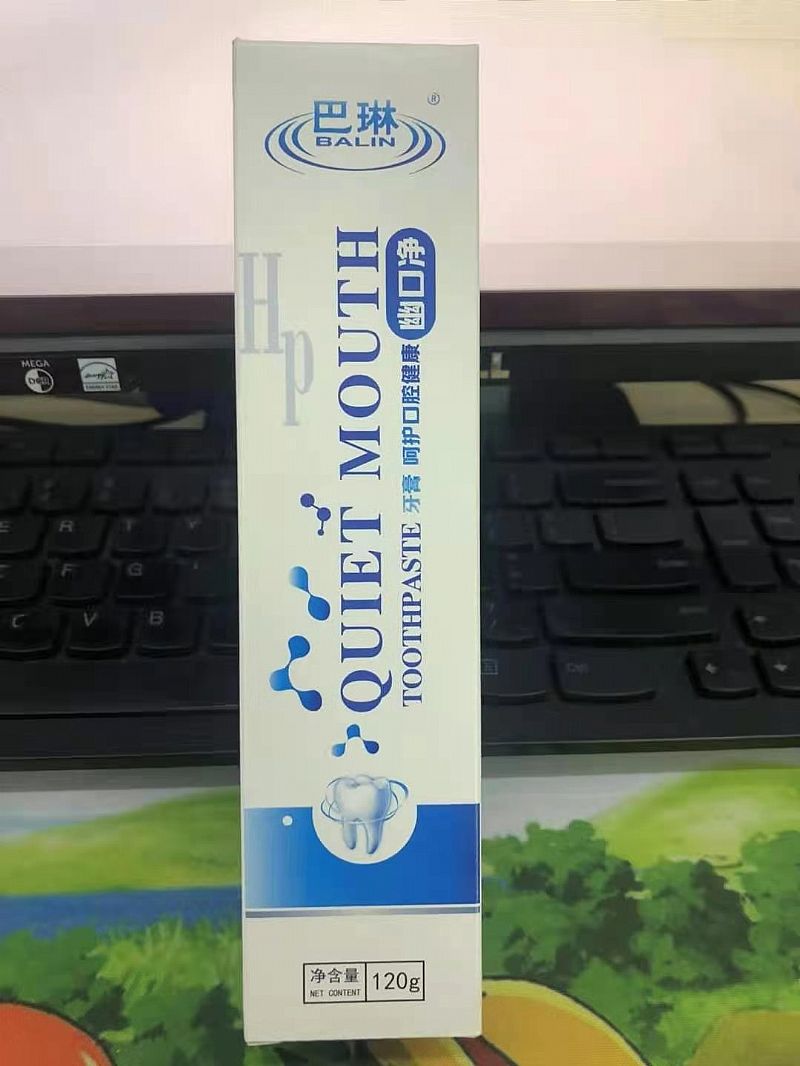 巴琳
®
BALIN
Hp
QUIET MOUTH
幽口净
TOOTHPASTE 牙膏 呵护口腔健康
净含量
NET CONTENT
120g
MEGA
E R T Y
F G
C V B